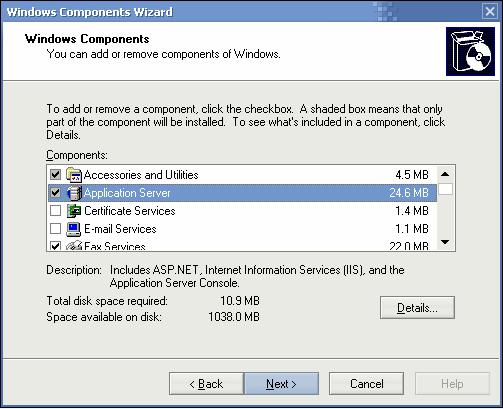 Windows Components Wizard
Windows Components
You can add or remove components of Windows.
To add or remove a component, click the checkbox. A shaded box means that only
part of the component will be installed. To see what's included in a component, click
Details.
Components:
Accessories and Utilities 4.5 MB
Application Server 24.6 MB
Certificate Services 1.4 MB
E-mail Services 1.1 MB
Fax Services 22.0 MB
Description: Includes ASP.NET, Internet Information Services (IIS), and the
Application Server Console.
Total disk space required: 10.9 MB
Space available on disk: 1038.0 MB
Details...
< Back Next > Cancel Help